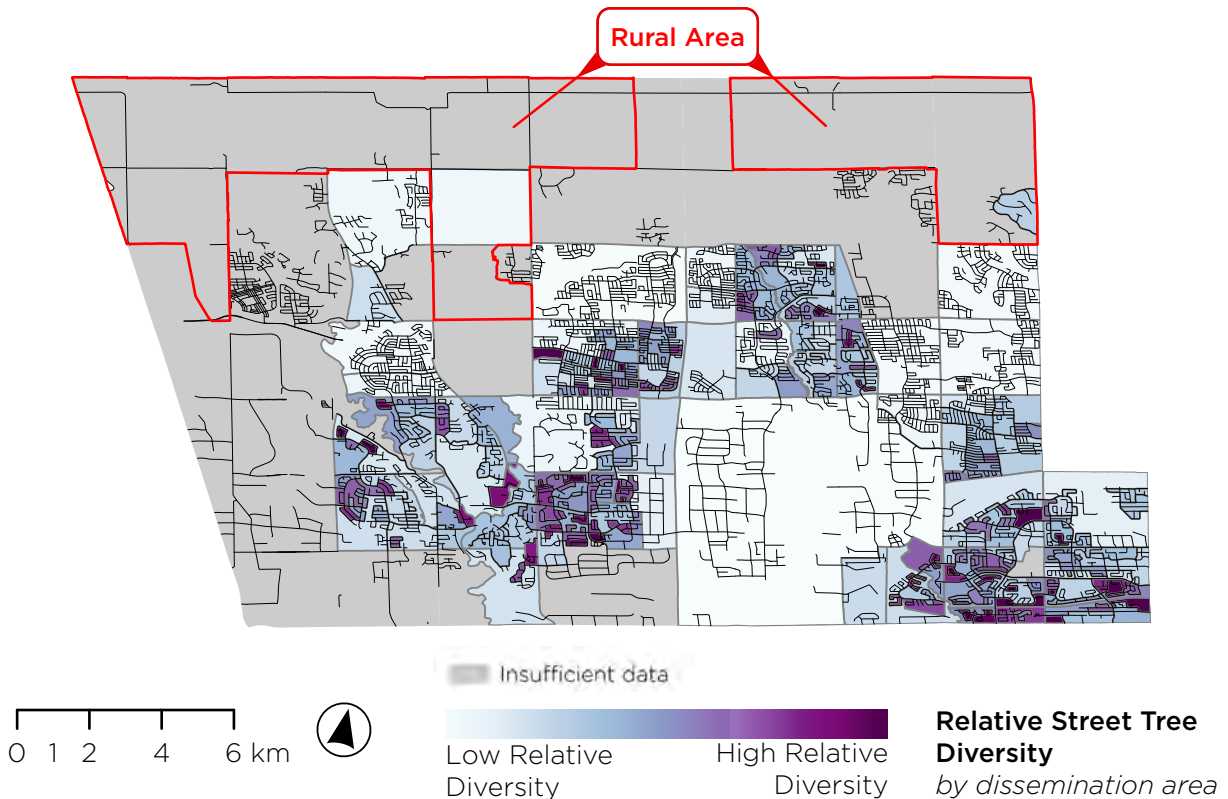 Rural Area
Insufficient data
0 1 2 4 6 km
Low Relative
Diversity
High Relative
Diversity
Relative Street Tree
Diversity
by dissemination area